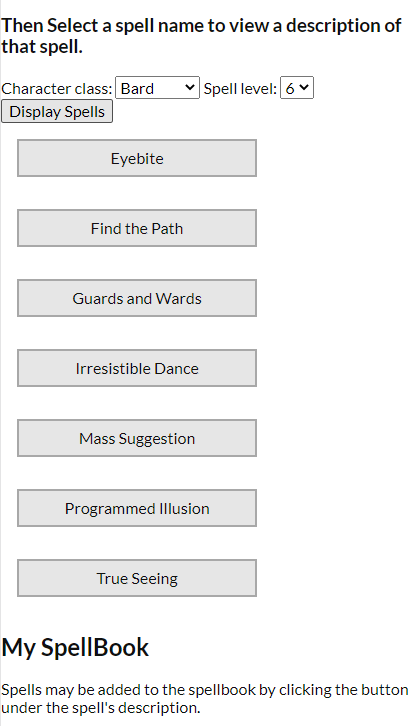 Then Select a spell name to view a description of
that spell.
Character class: Bard Spell level: 6
Display Spells
Eyebite
Find the Path
Guards and Wards
Irresistible Dance
Mass Suggestion
Programmed Illusion
True Seeing
My SpellBook
Spells may be added to the spellbook by clicking the button
under the spell's description.